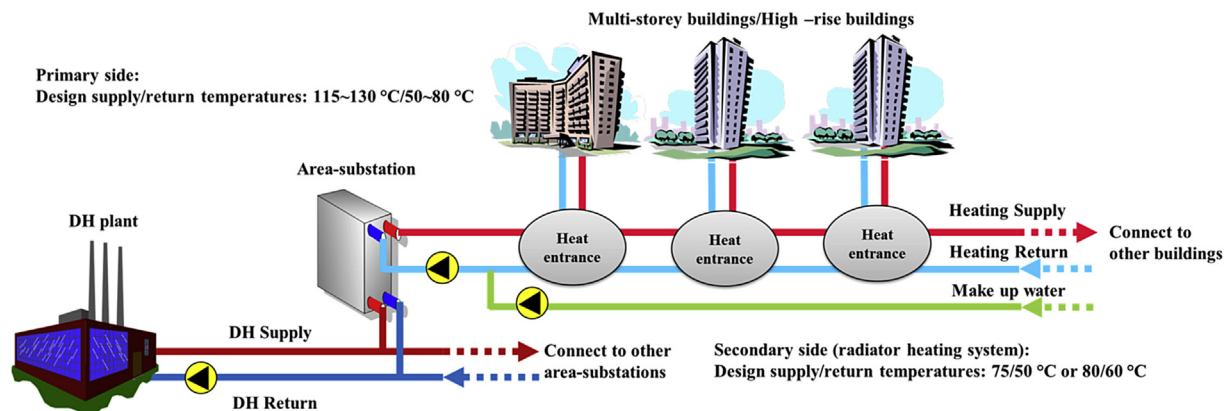 Multi-storey buildings/High –rise buildings
Primary side:
Design supply/return temperatures: 115~130 °C/50~80 °C
Area-substation
DH plant
Heat
entrance
Heat
entrance
Heat
entrance
Heating Supply
Connect to
other buildings
Heating Return
Make up water
DH Supply
Connect to other
area-substations
DH Return
Secondary side (radiator heating system):
Design supply/return temperatures: 75/50 °C or 80/60 °C